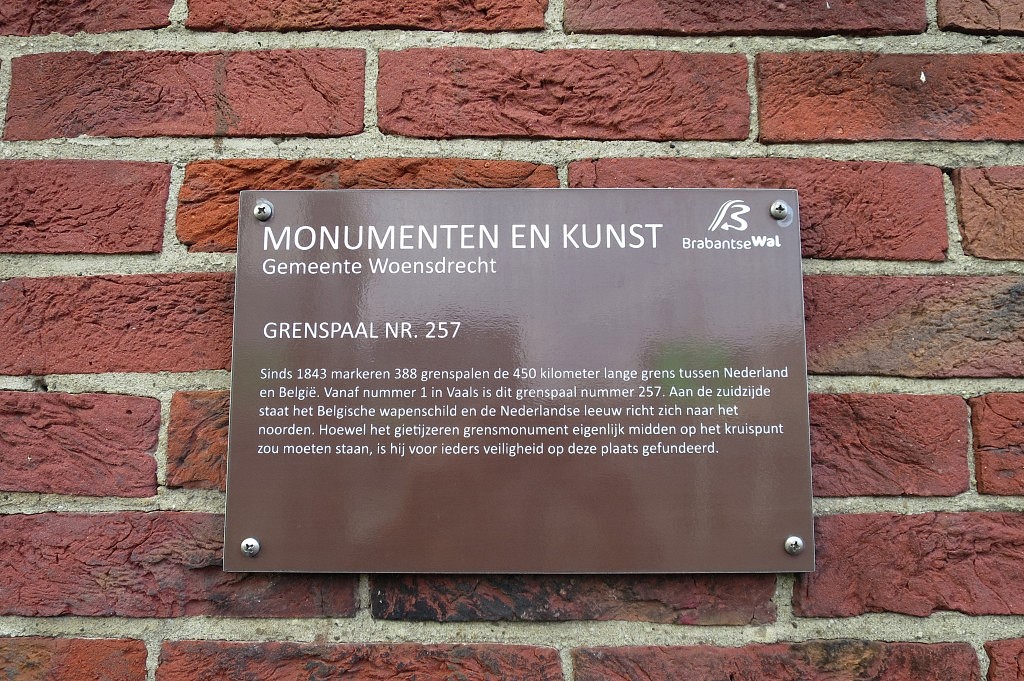 MONUMENTEN EN KUNST
BrabantseWal
Gemeente Woensdrecht
GRENSPAAL NR. 257
Sinds 1843 markeren 388 grenspalen de 450 kilometer lange grens tussen Nederland
en België. Vanaf nummer 1 in Vaals is dit grenspaal nummer 257. Aan de zuidzijde
staat het Belgische wapenschild en de Nederlandse leeuw richt zich naar het
noorden. Hoewel het gietijzeren grensmonument eigenlijk midden op het kruispunt
zou moeten staan, is hij voor ieders veiligheid op deze plaats gefundeerd.